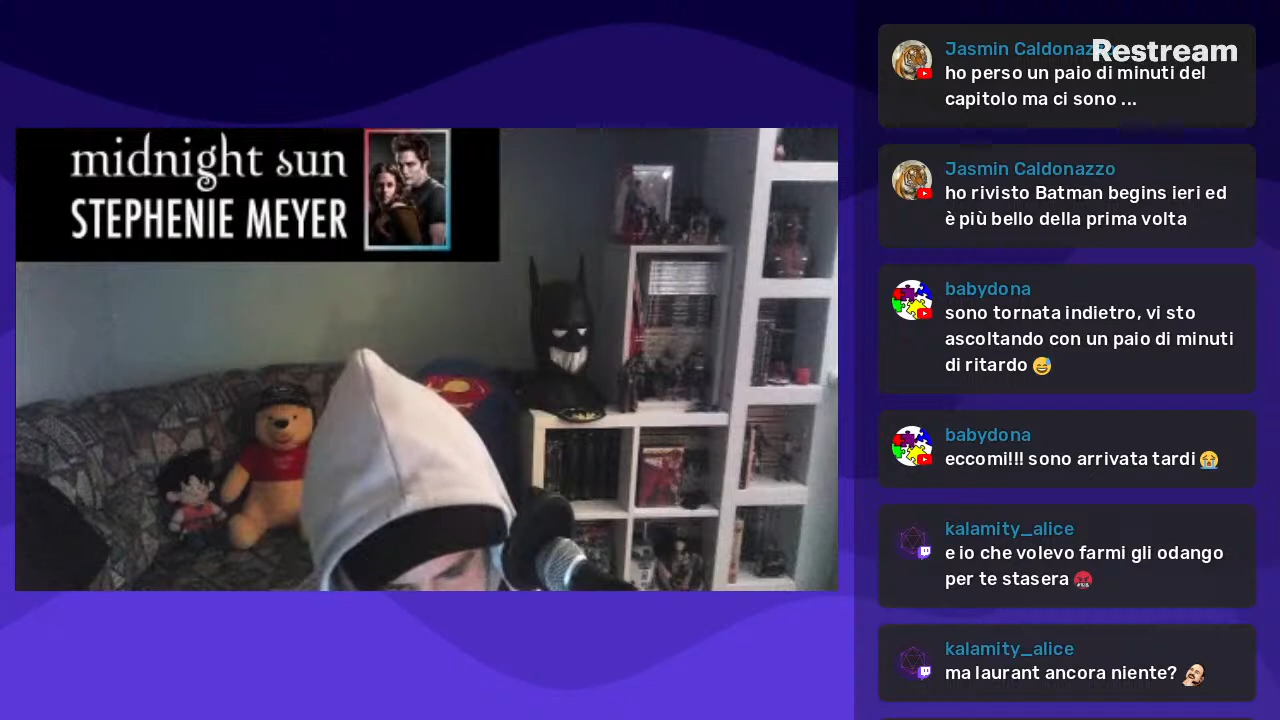 midnight sun
STEPHENIE MEYER
Restream
Jasmin Caldonazzo
ho perso un paio di minuti del
capitolo ma ci sono ...
Jasmin Caldonazzo
ho rivisto Batman begins ieri ed
è più bello della prima volta
babydona
sono tornata indietro, vi sto
ascoltando con un paio di minuti
di ritardo 😅
babydona
eccomi!!! sono arrivata tardi 😭
kalamity_alice
e io che volevo farmi gli odango
per te stasera 🤬
kalamity_alice
ma laurant ancora niente?